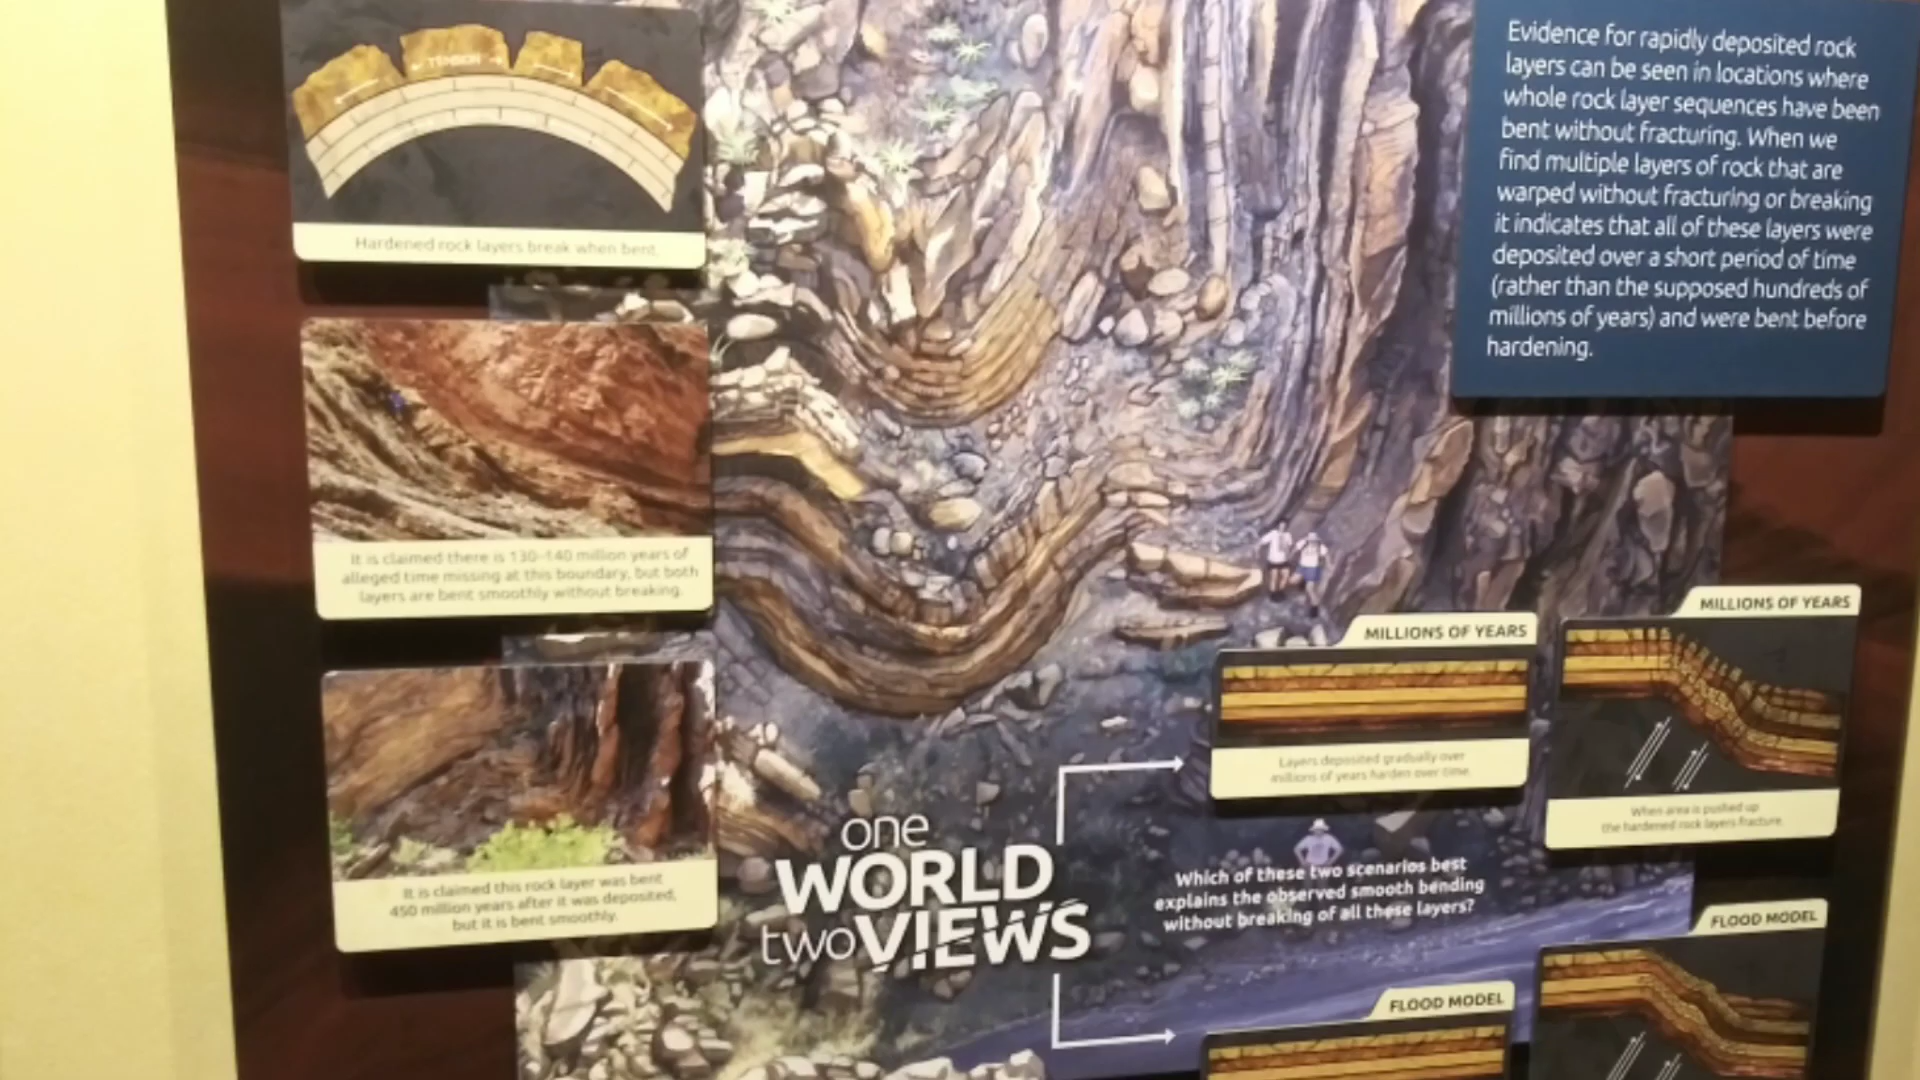 TENSION
Hardened rock layers break when bent.
It is claimed there is 130–140 million years of
alleged time missing at this boundary, but both
layers are bent smoothly without breaking.
It is claimed this rock layer was bent
450 million years after it was deposited,
but it is bent smoothly.
Evidence for rapidly deposited rock
layers can be seen in locations where
whole rock layer sequences have been
bent without fracturing. When we
find multiple layers of rock that are
warped without fracturing or breaking
it indicates that all of these layers were
deposited over a short period of time
(rather than the supposed hundreds of
millions of years) and were bent before
hardening.
one
WORLD
two VIEWS
Which of these two scenarios best
explains the observed smooth bending
without breaking of all these layers?
MILLIONS OF YEARS
Layers deposited gradually over
millions of years harden over time.
MILLIONS OF YEARS
When area is pushed up
the hardened rock layers fracture.
FLOOD MODEL
FLOOD MODEL